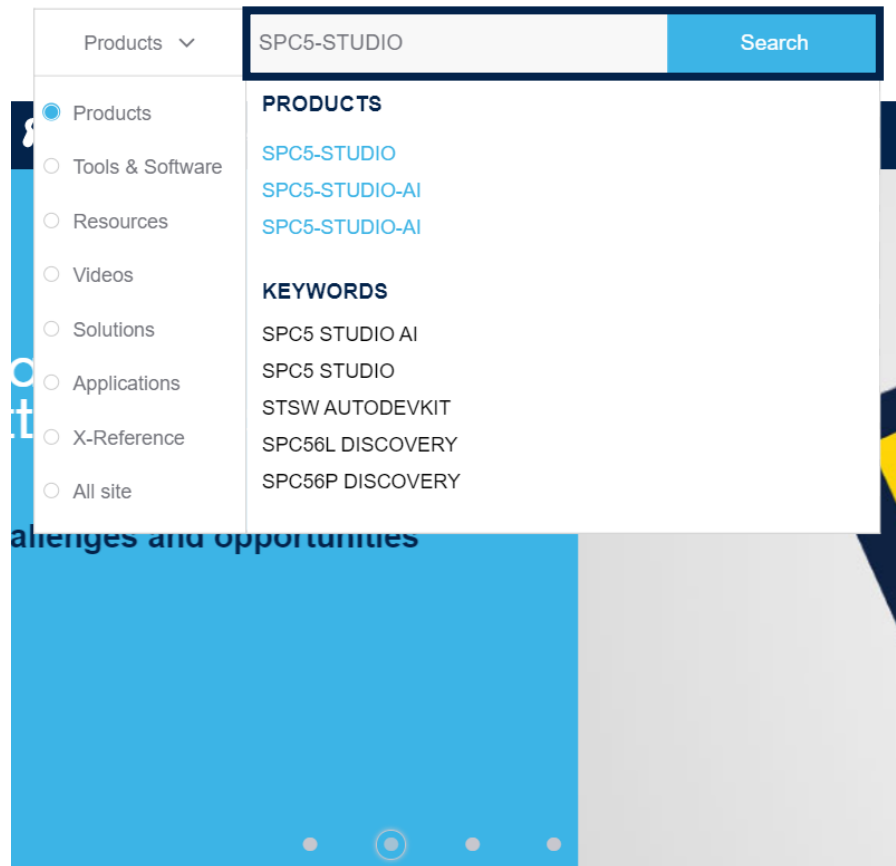 Products
SPC5-STUDIO
Search
Products
Tools & Software
Resources
Videos
Solutions
Applications
X-Reference
All site
PRODUCTS
SPC5-STUDIO
SPC5-STUDIO-AI
SPC5-STUDIO-AI
KEYWORDS
SPC5 STUDIO AI
SPC5 STUDIO
STSW AUTODEVKIT
SPC56L DISCOVERY
SPC56P DISCOVERY
and opportunities